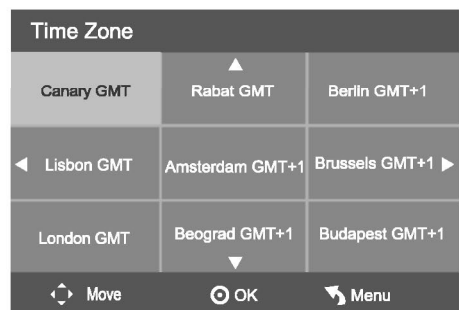 Time Zone
Canary GMT
Rabat GMT
Berlin GMT+1
Lisbon GMT
Amsterdam GMT+1
Brussels GMT+1
London GMT
Beograd GMT+1
Budapest GMT+1
Move
OK
Menu